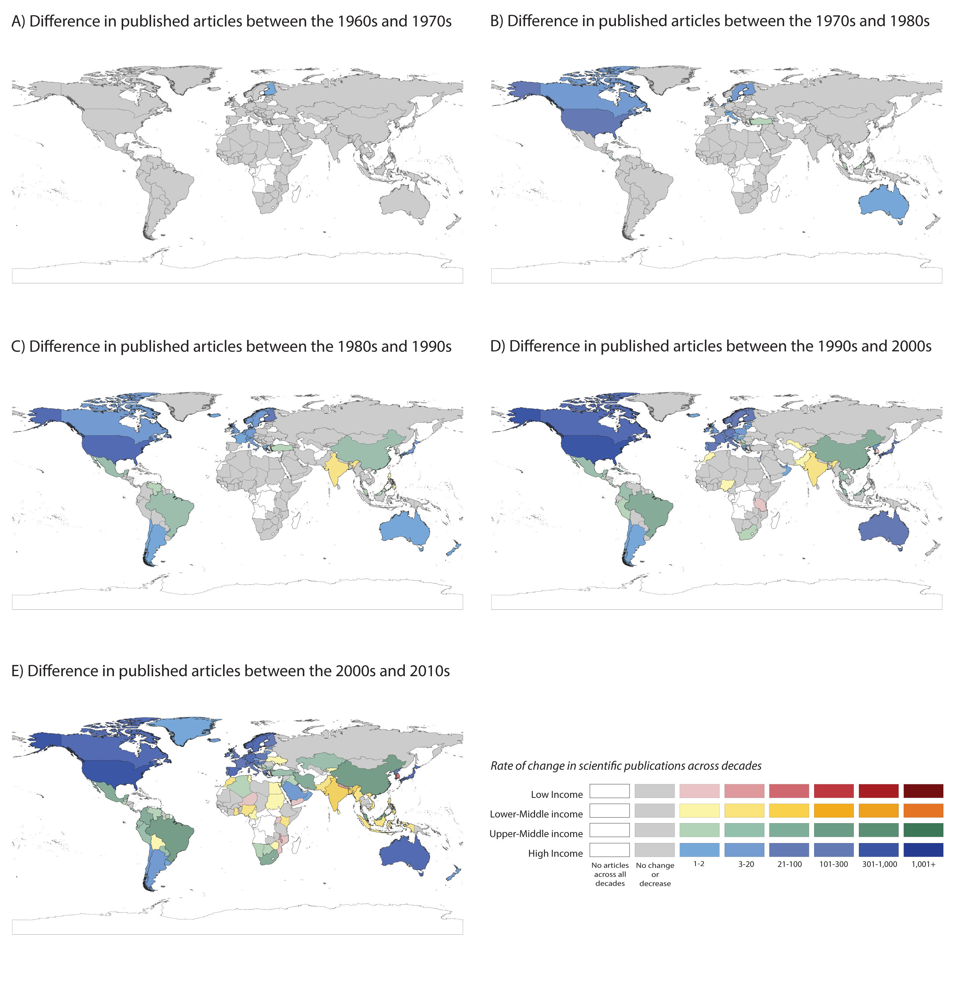 A) Difference in published articles between the 1960s and 1970s
B) Difference in published articles between the 1970s and 1980s
C) Difference in published articles between the 1980s and 1990s
D) Difference in published articles between the 1990s and 2000s
E) Difference in published articles between the 2000s and 2010s
Rate of change in scientific publications across decades
Low Income
Lower-Middle income
Upper-Middle income
High Income
No articles
across all
decades
No change
or
decrease
1-2
3-20
21-100
101-300
301-1,000
1,001+